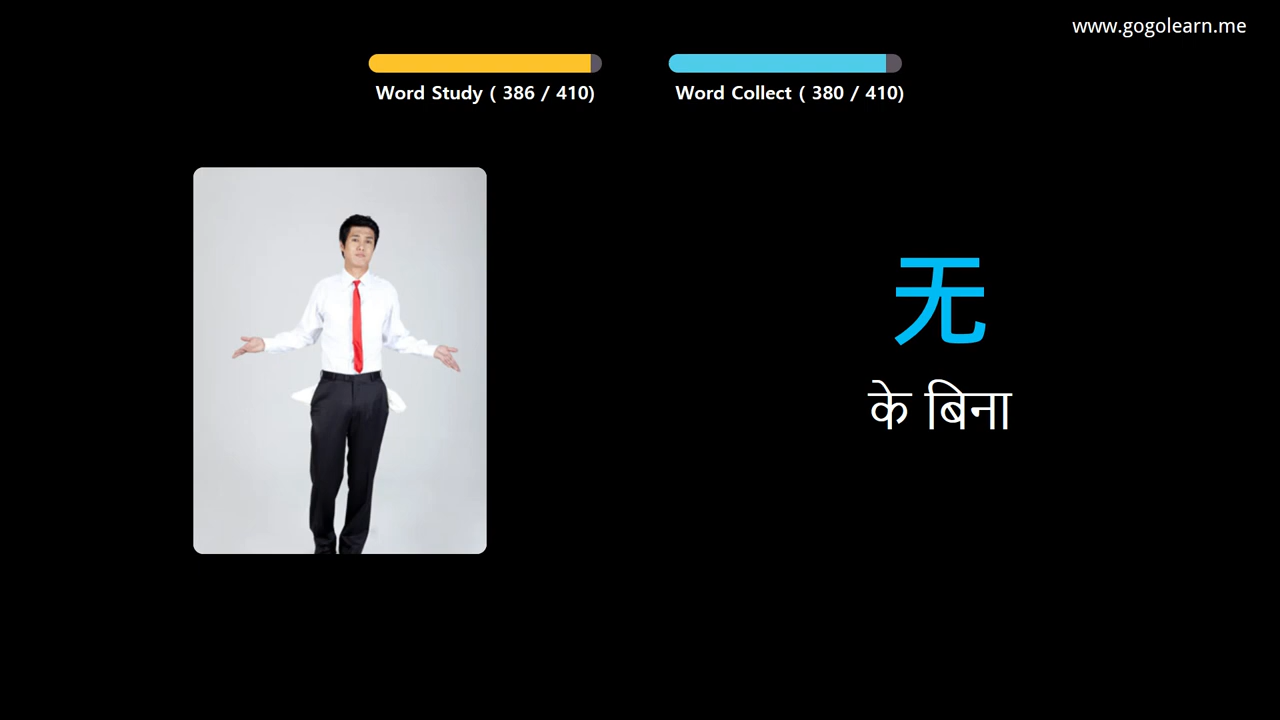 www.gogolearn.me
Word Study ( 386 / 410)
Word Collect ( 380 / 410)
无
के बिना